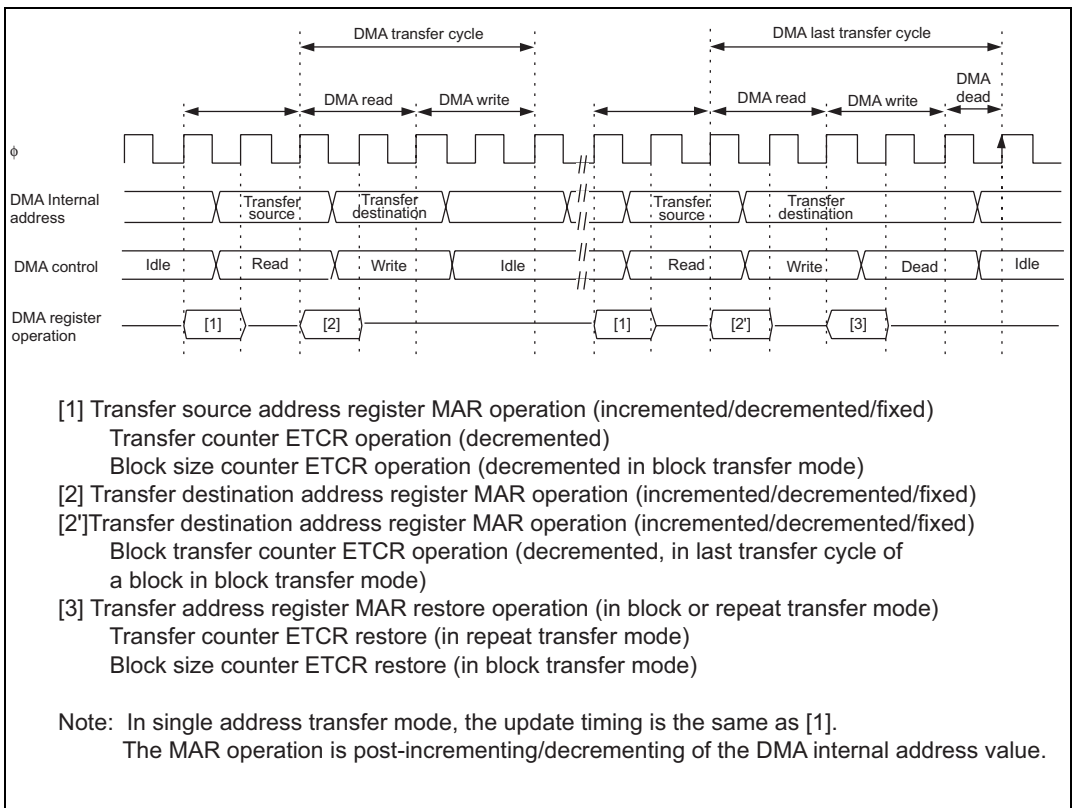 DMA transfer cycle DMA last transfer cycle
DMA read DMA write DMA read DMA write DMA dead
ϕ
DMA Internal address Transfer source Transfer destination Transfer source Transfer destination
DMA control Idle Read Write Idle Read Write Dead Idle
DMA register operation [1] [2] [1] [2'] [3]
[1] Transfer source address register MAR operation (incremented/decremented/fixed)
Transfer counter ETCR operation (decremented)
Block size counter ETCR operation (decremented in block transfer mode)
[2] Transfer destination address register MAR operation (incremented/decremented/fixed)
[2']Transfer destination address register MAR operation (incremented/decremented/fixed)
Block transfer counter ETCR operation (decremented, in last transfer cycle of
a block in block transfer mode)
[3] Transfer address register MAR restore operation (in block or repeat transfer mode)
Transfer counter ETCR restore (in repeat transfer mode)
Block size counter ETCR restore (in block transfer mode)
Note: In single address transfer mode, the update timing is the same as [1].
The MAR operation is post-incrementing/decrementing of the DMA internal address value.